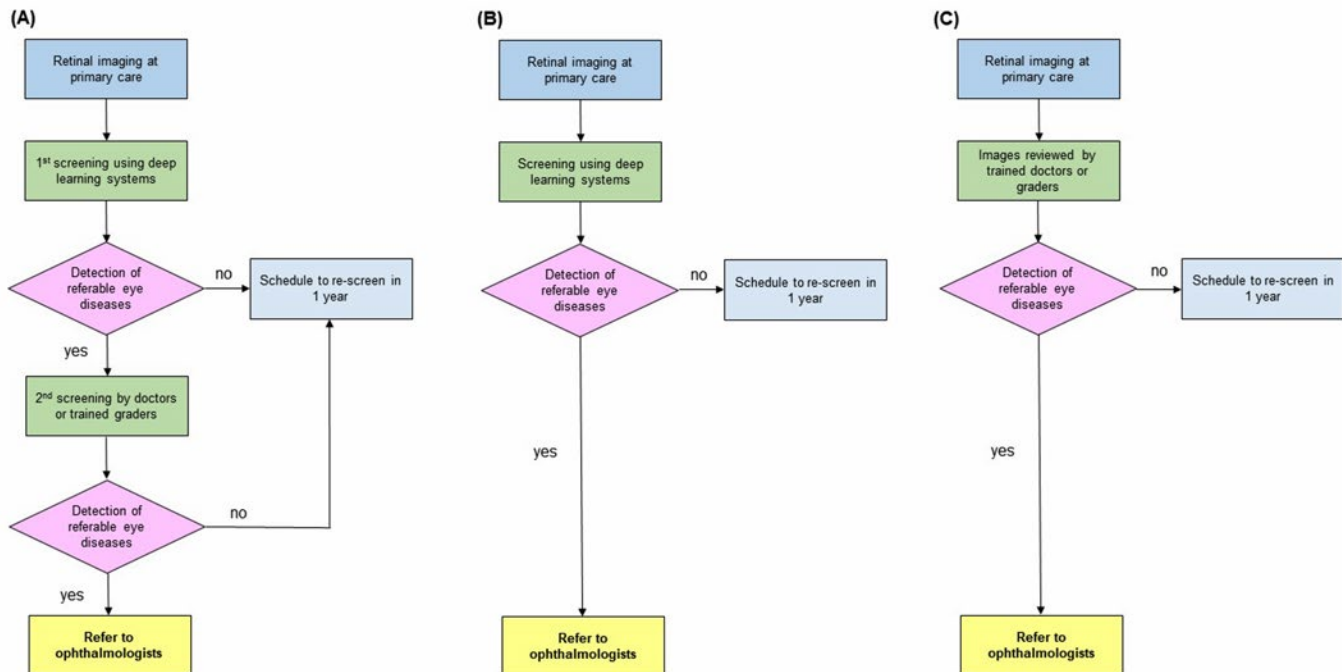 (A)
Retinal imaging at
primary care
1st screening using deep
learning systems
Detection of
referable eye
diseases
no
Schedule to re-screen in
1 year
yes
2nd screening by doctors
or trained graders
Detection of
referable eye
diseases
no
yes
Refer to
ophthalmologists
(B)
Retinal imaging at
primary care
Screening using deep
learning systems
Detection of
referable eye
diseases
no
Schedule to re-screen in
1 year
yes
Refer to
ophthalmologists
(C)
Retinal imaging at
primary care
Images reviewed by
trained doctors or
graders
Detection of
referable eye
diseases
no
Schedule to re-screen in
1 year
yes
Refer to
ophthalmologists